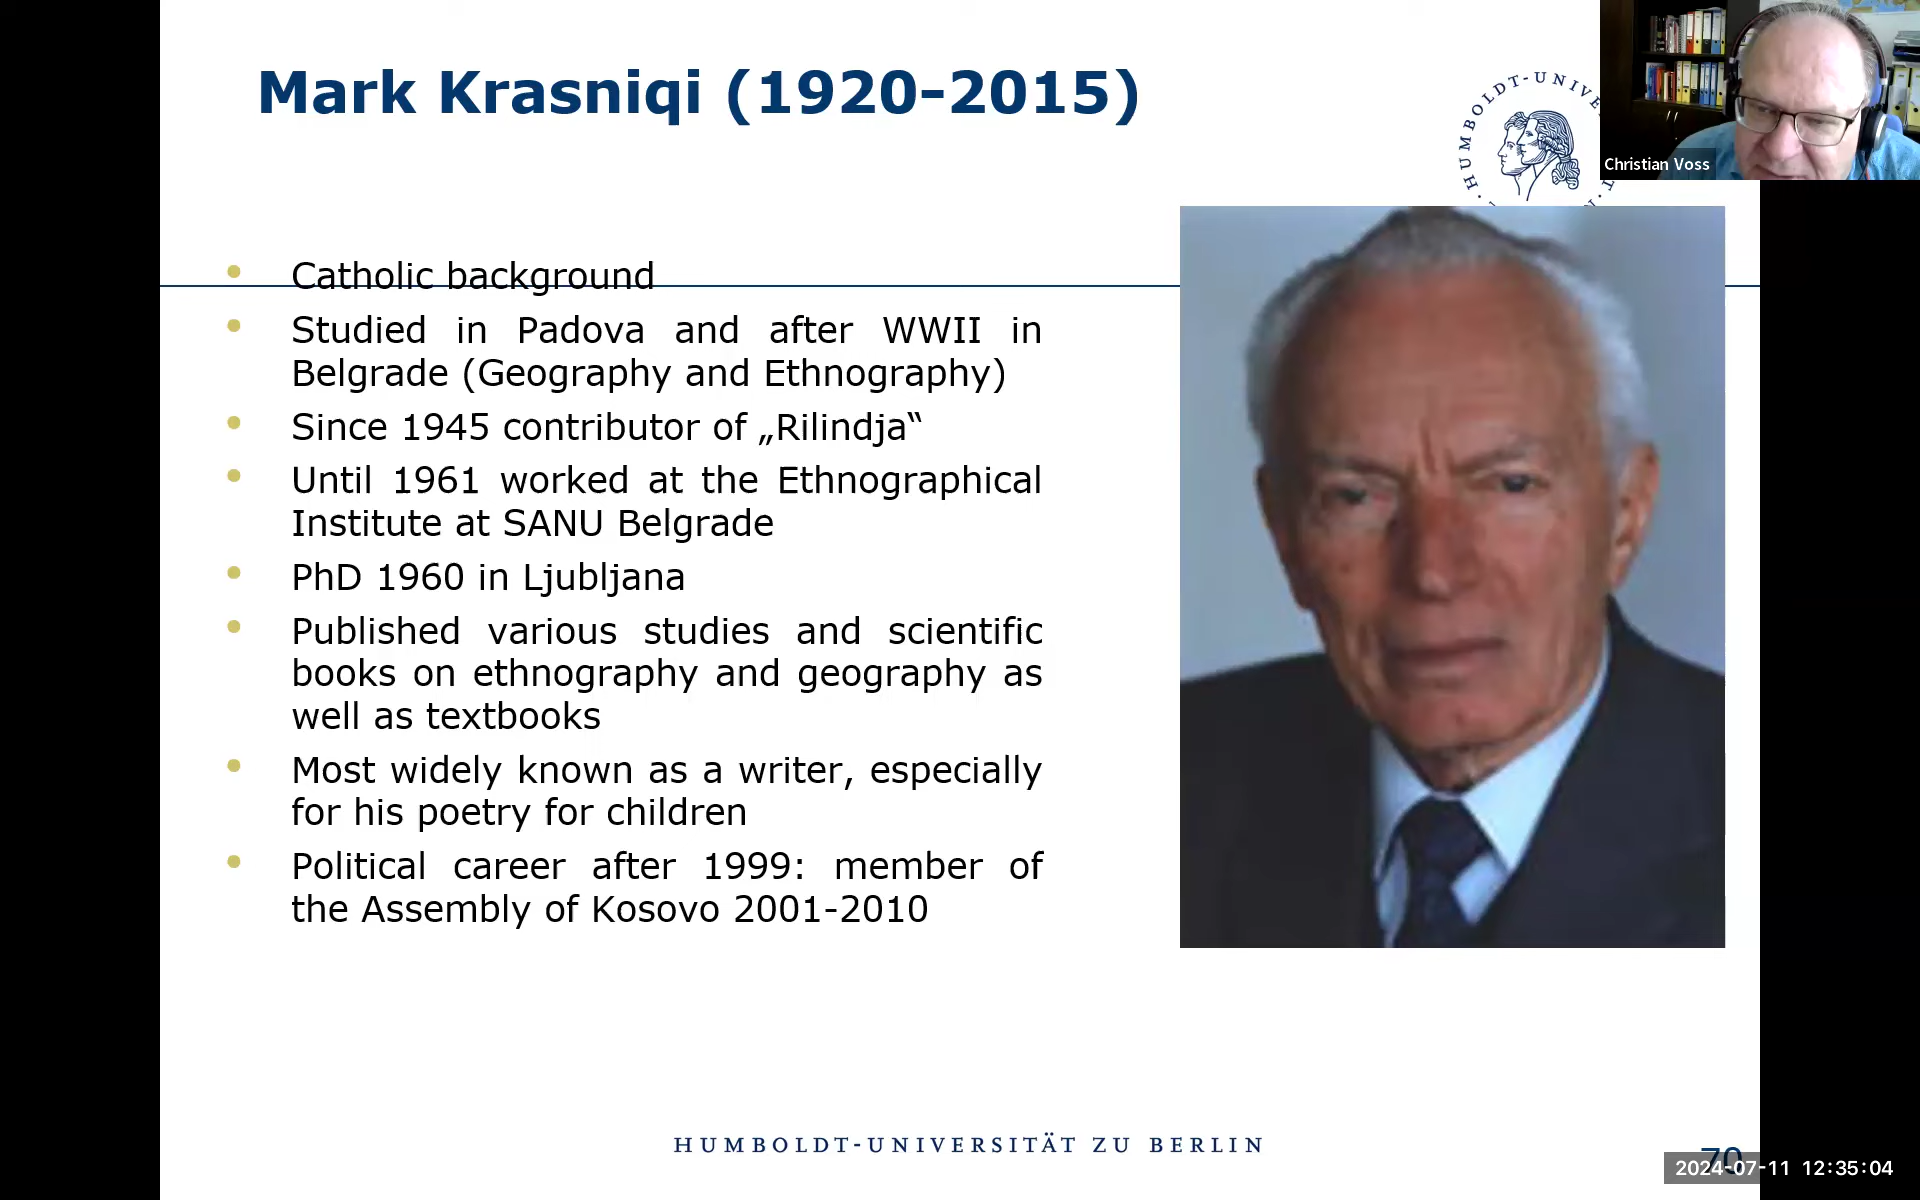 Mark Krasniqi (1920-2015)
HUMBOLDT-UNIVE
Christian Voss
• Catholic background
• Studied in Padova and after WWII in
Belgrade (Geography and Ethnography)
• Since 1945 contributor of „Rilindja“
• Until 1961 worked at the Ethnographical
Institute at SANU Belgrade
• PhD 1960 in Ljubljana
• Published various studies and scientific
books on ethnography and geography as
well as textbooks
• Most widely known as a writer, especially
for his poetry for children
• Political career after 1999: member of
the Assembly of Kosovo 2001-2010
HUMBOLDT-UNIVERSITÄT ZU BERLIN
70
2024-07-11 12:35:04